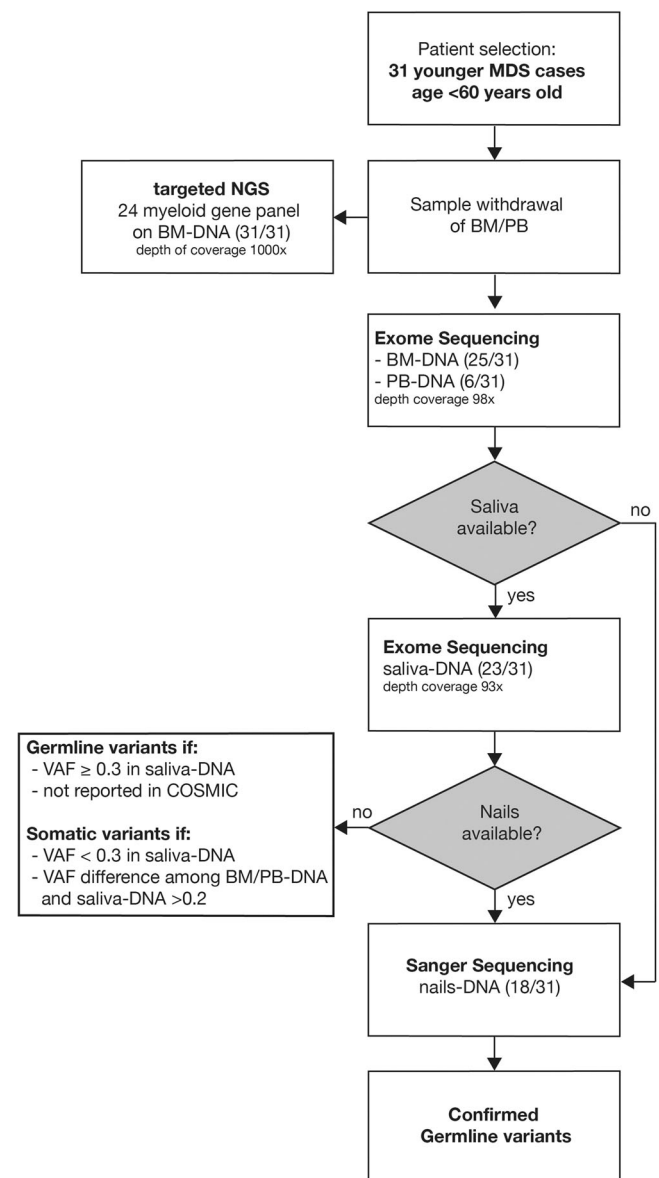 Patient selection:
31 younger MDS cases
age <60 years old
targeted NGS
24 myeloid gene panel
on BM-DNA (31/31)
depth of coverage 1000x
Sample withdrawal
of BM/PB
Exome Sequencing
- BM-DNA (25/31)
- PB-DNA (6/31)
depth coverage 98x
Saliva
available?
no
yes
Exome Sequencing
saliva-DNA (23/31)
depth coverage 93x
Germline variants if:
- VAF ≥ 0.3 in saliva-DNA
- not reported in COSMIC
Somatic variants if:
- VAF < 0.3 in saliva-DNA
- VAF difference among BM/PB-DNA
and saliva-DNA >0.2
no
Nails
available?
yes
Sanger Sequencing
nails-DNA (18/31)
Confirmed
Germline variants